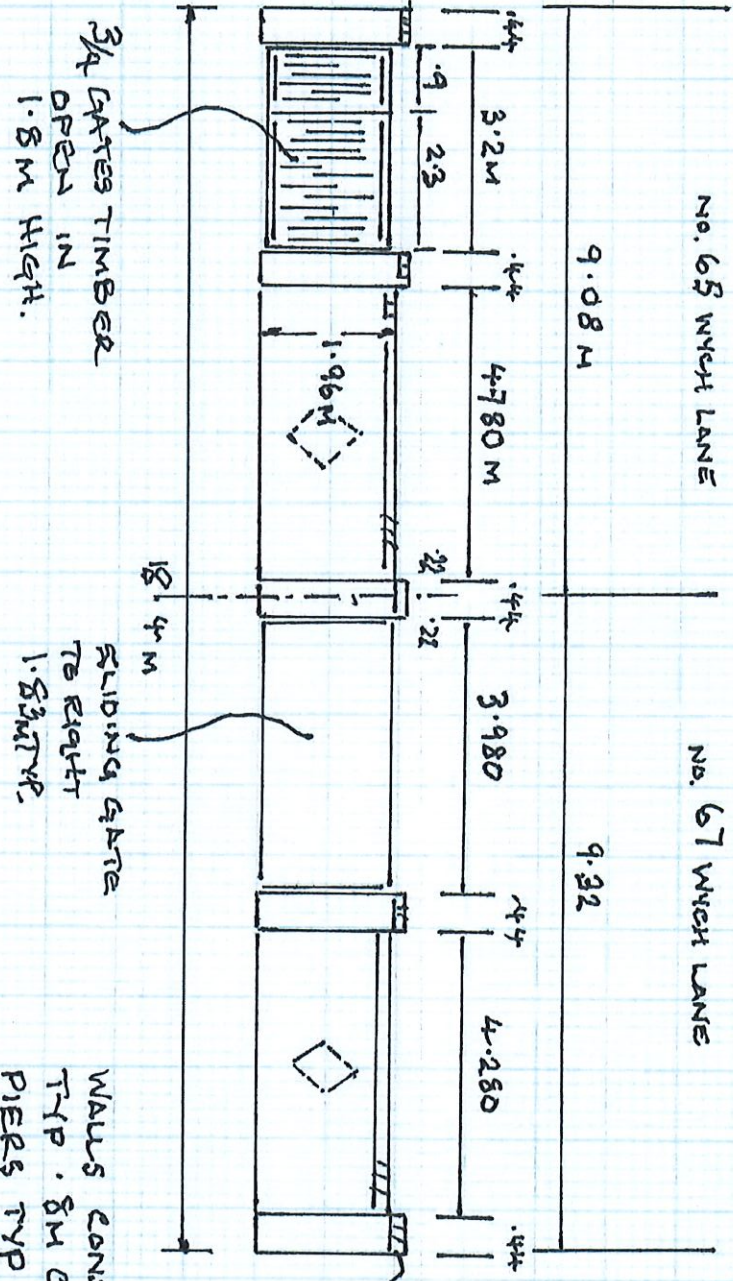 NO. 65 WYCH LANE
NO. 67 WYCH LANE
9.08 M
9.32
.44
3.2M
.44
4.780 M
.44
3.980
.44
4.280
.44
.9
2.3
.22
.22
1.96M
18.4 M
3/4 GATES TIMBER
OPEN IN
1.8 M HIGH.
SLIDING GATE
TO RIGHT
1.83M TYP.
WALLS
TYP .8M
PIERS TYP